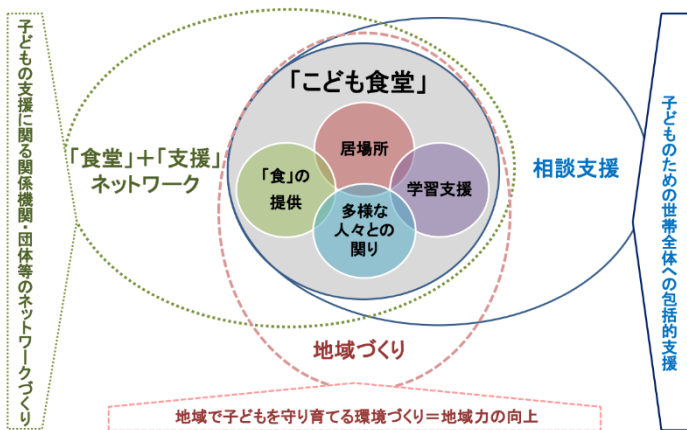 子どもの支援に関る関係機関・団体等のネットワークづくり
「こども食堂」
居場所
「食」の
提供
学習支援
多様な
人々との
関り
「食堂」＋「支援」
ネットワーク
相談支援
子どものための世帯全体への包括的支援
地域づくり
地域で子どもを守り育てる環境づくり＝地域力の向上